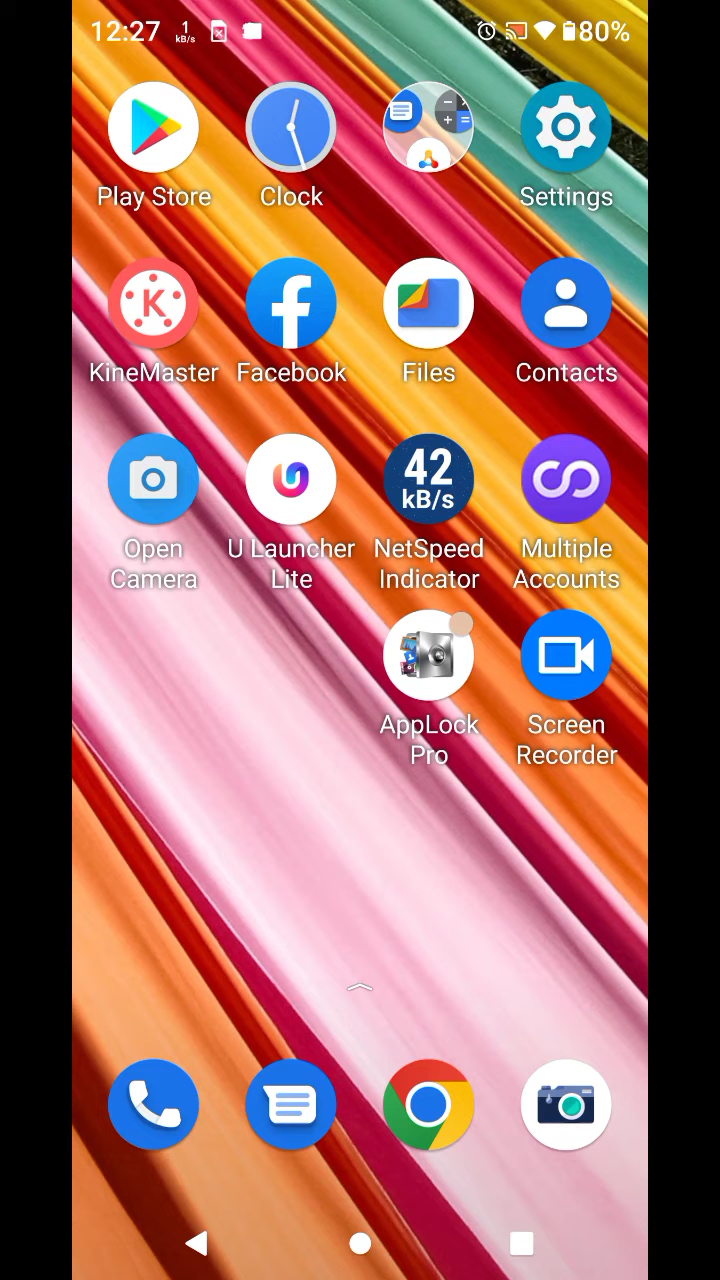 12:27 1 kB/s 80%
Play Store Clock Settings
K
KineMaster Facebook Files Contacts
42
kB/s
Open U Launcher NetSpeed Multiple
Camera Lite Indicator Accounts
AppLock Screen
Pro Recorder